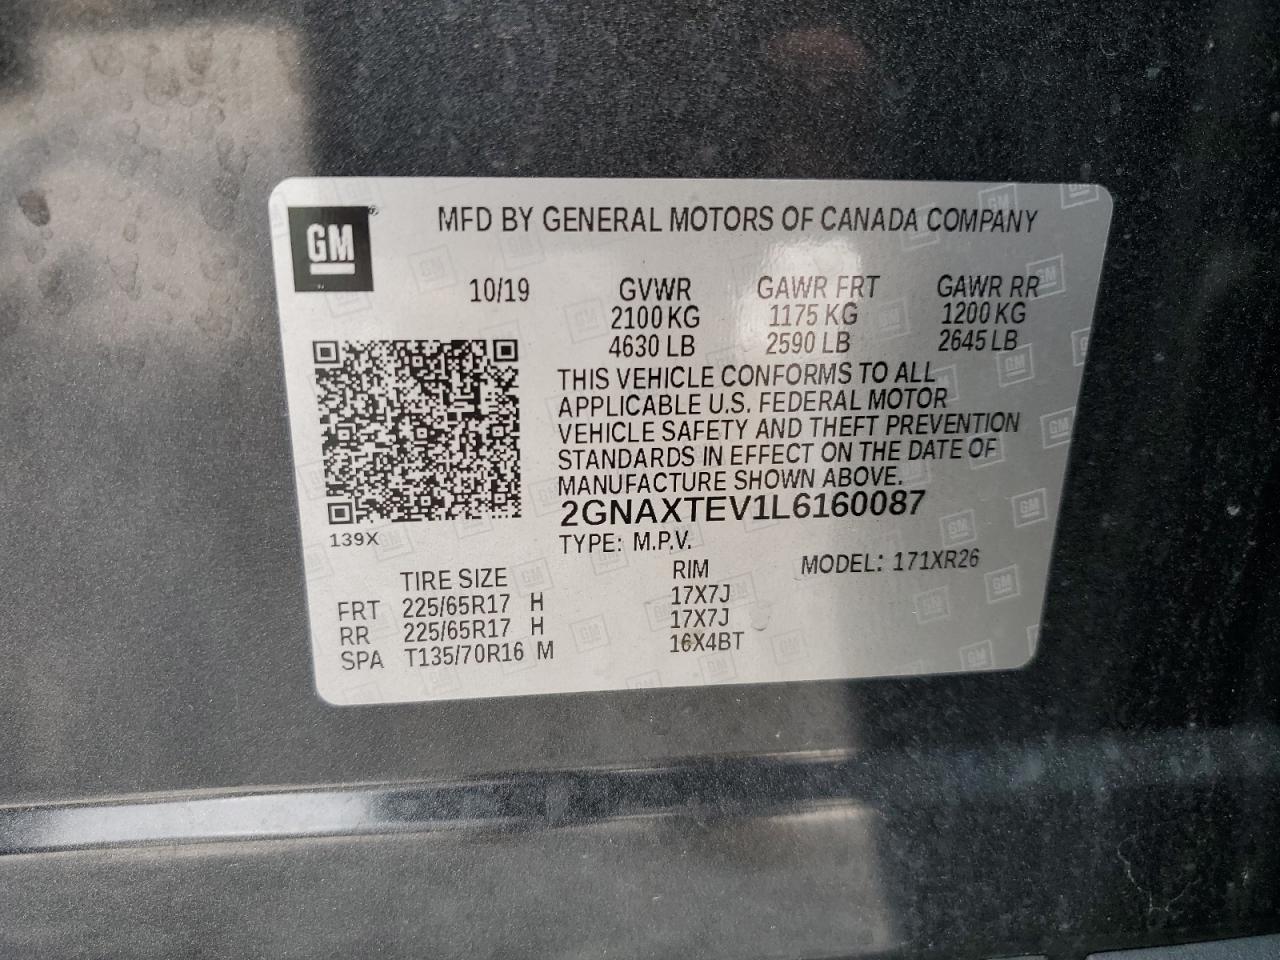 GM ®
MFD BY GENERAL MOTORS OF CANADA COMPANY
10/19 GVWR GAWR FRT GAWR RR
2100 KG 1175 KG 1200 KG
4630 LB 2590 LB 2645 LB
THIS VEHICLE CONFORMS TO ALL
APPLICABLE U.S. FEDERAL MOTOR
VEHICLE SAFETY AND THEFT PREVENTION
STANDARDS IN EFFECT ON THE DATE OF
MANUFACTURE SHOWN ABOVE.
2GNAXTEV1L6160087
139X
TYPE: M.P.V.
MODEL: 171XR26
TIRE SIZE RIM
FRT 225/65R17 H 17X7J
RR 225/65R17 H 17X7J
SPA T135/70R16 M 16X4BT